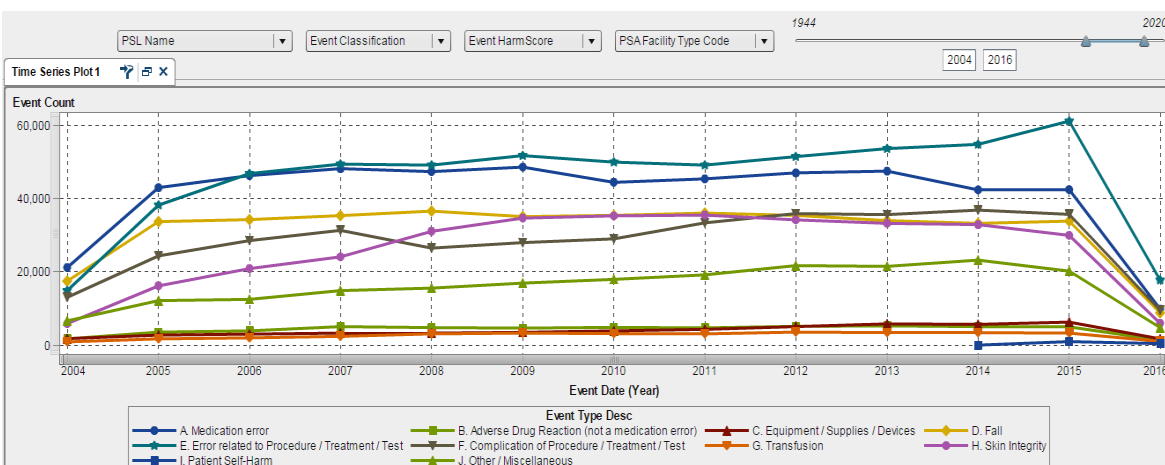 1944 2020
PSL Name Event Classification Event HarmScore PSA Facility Type Code
2004 2016
Time Series Plot 1
Event Count
60,000
40,000
20,000
0
2004 2005 2006 2007 2008 2009 2010 2011 2012 2013 2014 2015 2016
Event Date (Year)
Event Type Desc
A. Medication error B. Adverse Drug Reaction (not a medication error) C. Equipment / Supplies / Devices D. Fall
E. Error related to Procedure / Treatment / Test F. Complication of Procedure / Treatment / Test G. Transfusion H. Skin Integrity
I. Patient Self-Harm J. Other / Miscellaneous